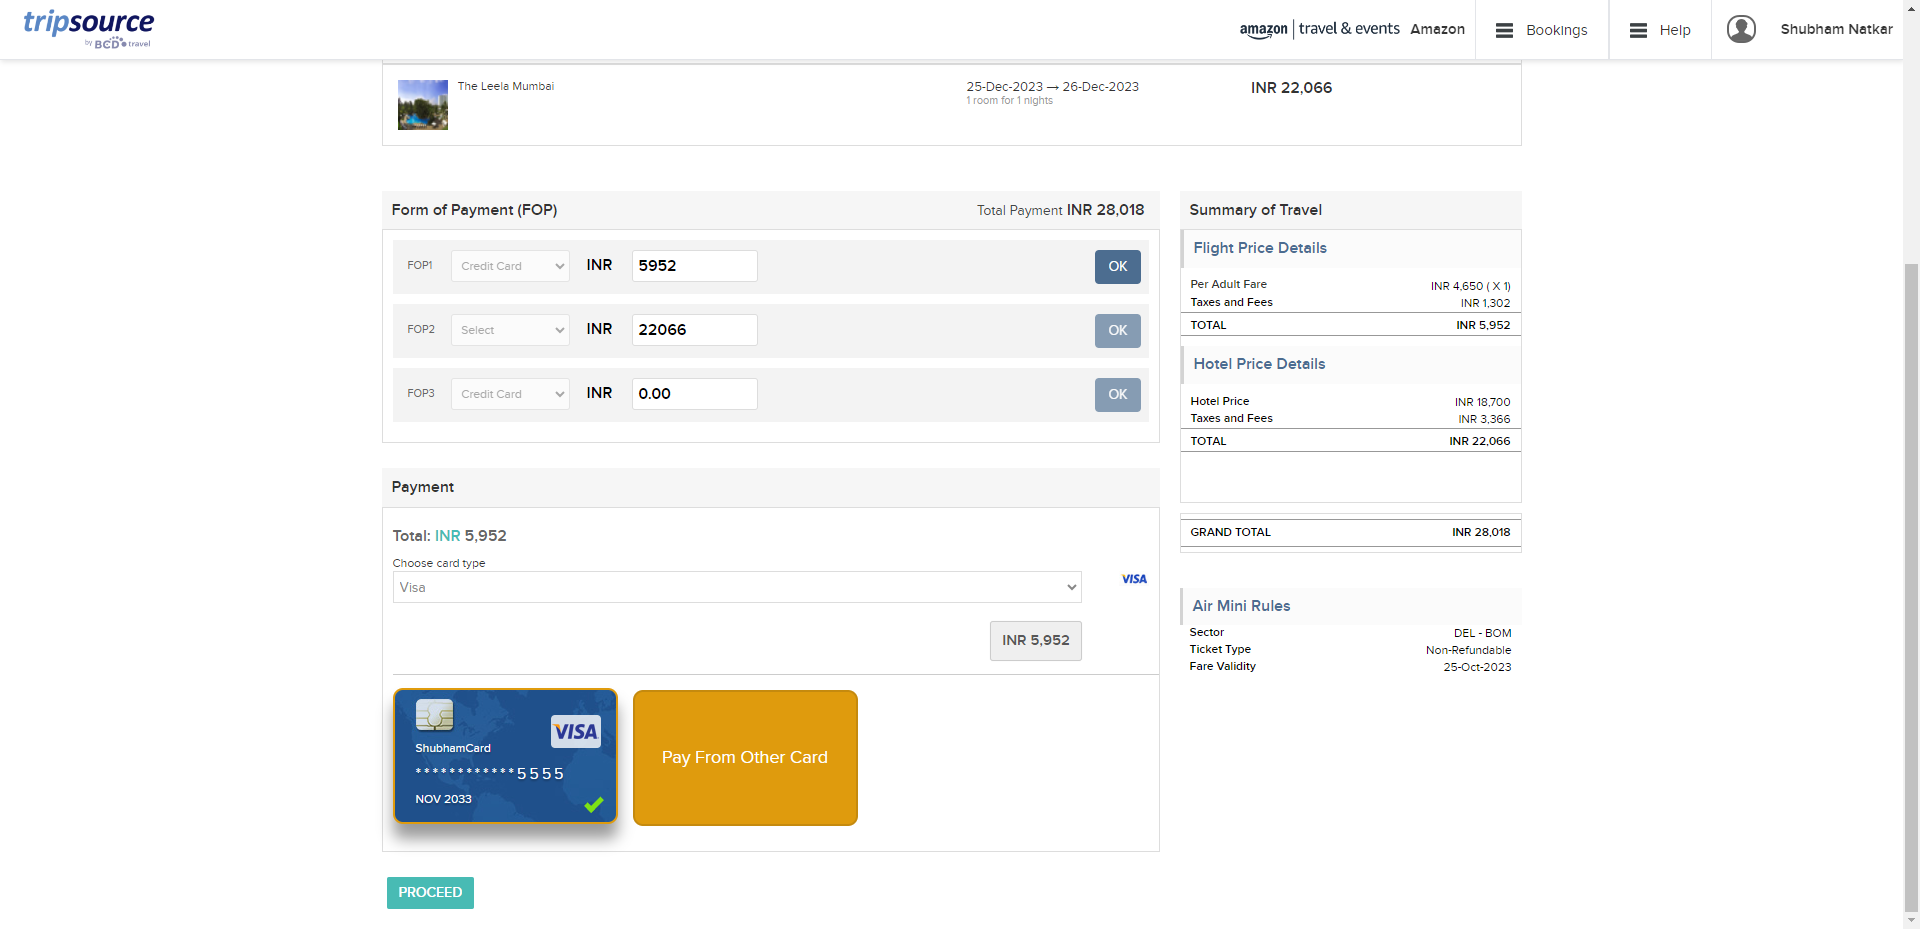 tripsource
by BCD travel
amazon | travel & events Amazon
Bookings
Help
Shubham Natkar
The Leela Mumbai
25-Dec-2023 → 26-Dec-2023
INR 22,066
1 room for 1 nights
Form of Payment (FOP)
Total Payment INR 28,018
FOP1 Credit Card INR 5952 OK
FOP2 Select INR 22066 OK
FOP3 Credit Card INR 0.00 OK
Payment
Total: INR 5,952
Choose card type
Visa
VISA
INR 5,952
VISA
ShubhamCard
************5555
NOV 2033
Pay From Other Card
PROCEED
Summary of Travel
Flight Price Details
Per Adult Fare INR 4,650 ( X 1)
Taxes and Fees INR 1,302
TOTAL INR 5,952
Hotel Price Details
Hotel Price INR 18,700
Taxes and Fees INR 3,366
TOTAL INR 22,066
GRAND TOTAL INR 28,018
Air Mini Rules
Sector DEL - BOM
Ticket Type Non-Refundable
Fare Validity 25-Oct-2023